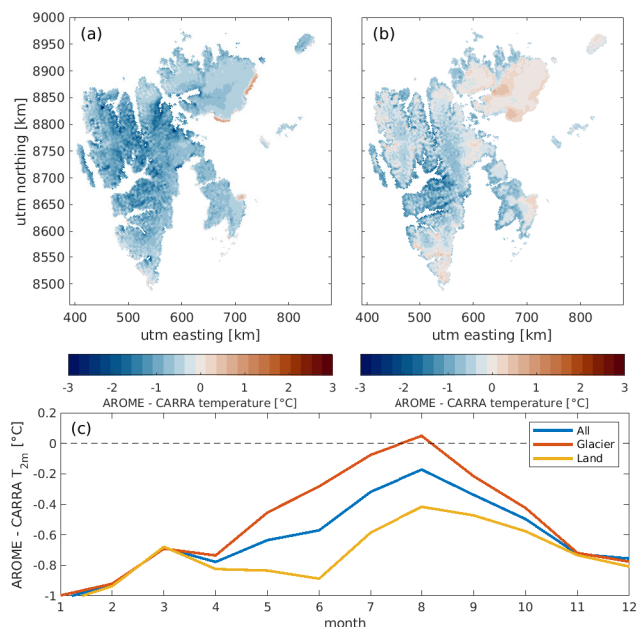 (a)
(b)
9000
8900
8850
8800
8750
8700
8650
8600
8550
8500
utm northing [km]
400 500 600 700 800
400 500 600 700 800
utm easting [km]
utm easting [km]
-3 -2 -1 0 1 2 3
-3 -2 -1 0 1 2 3
AROME - CARRA temperature [°C]
AROME - CARRA temperature [°C]
(c)
0.2
0
-0.2
-0.4
-0.6
-0.8
-1
AROME - CARRA T2m [°C]
All
Glacier
Land
1 2 3 4 5 6 7 8 9 10 11 12
month